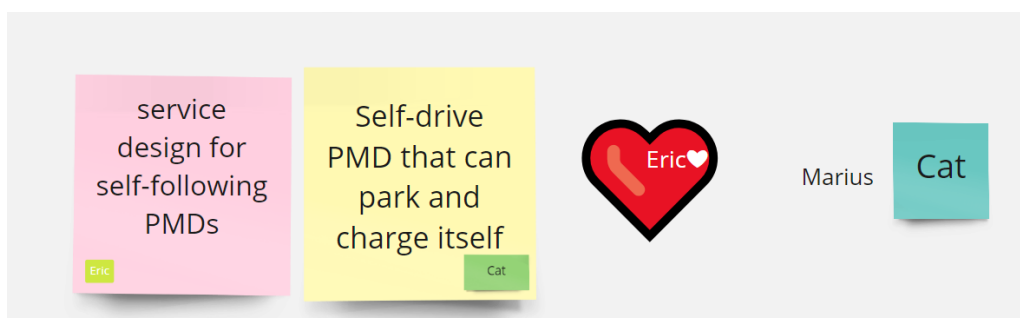 service
design for
self-following
PMDs
Eric
Self-drive
PMD that can
park and
charge itself
Cat
Eric
Marius
Cat